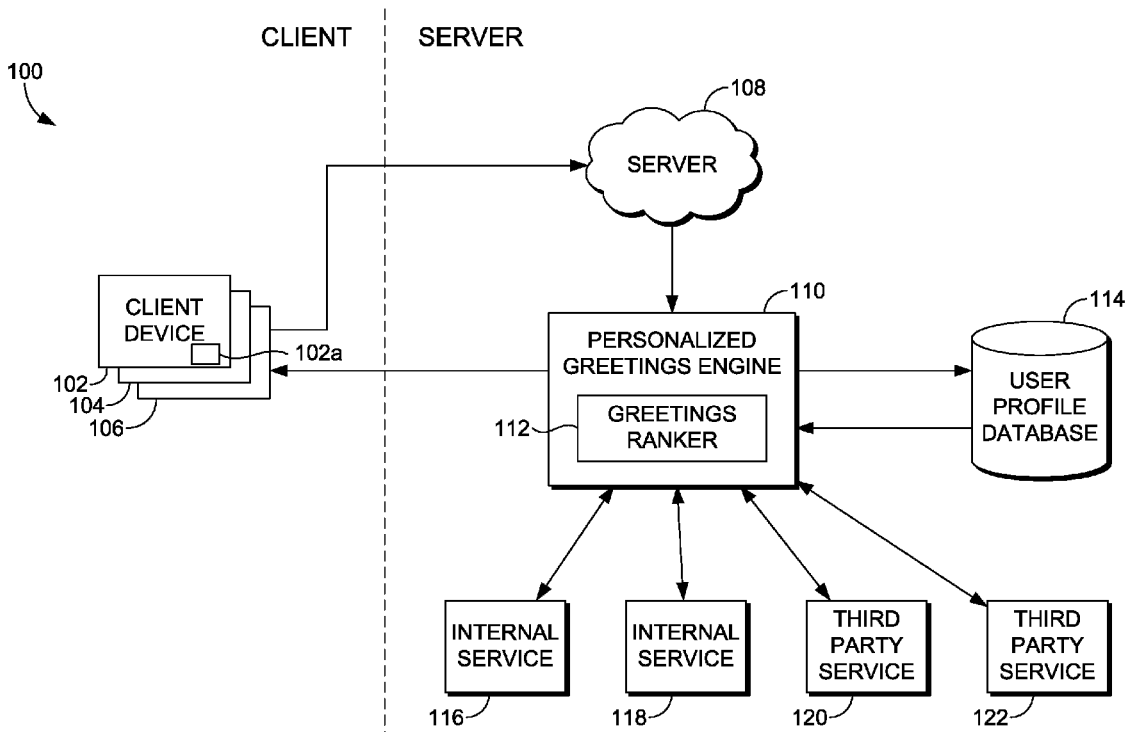 CLIENT
SERVER
100
108
SERVER
110
114
CLIENT
DEVICE
102a
102
104
106
PERSONALIZED
GREETINGS ENGINE
112
GREETINGS
RANKER
USER
PROFILE
DATABASE
INTERNAL
SERVICE
INTERNAL
SERVICE
THIRD
PARTY
SERVICE
THIRD
PARTY
SERVICE
116
118
120
122